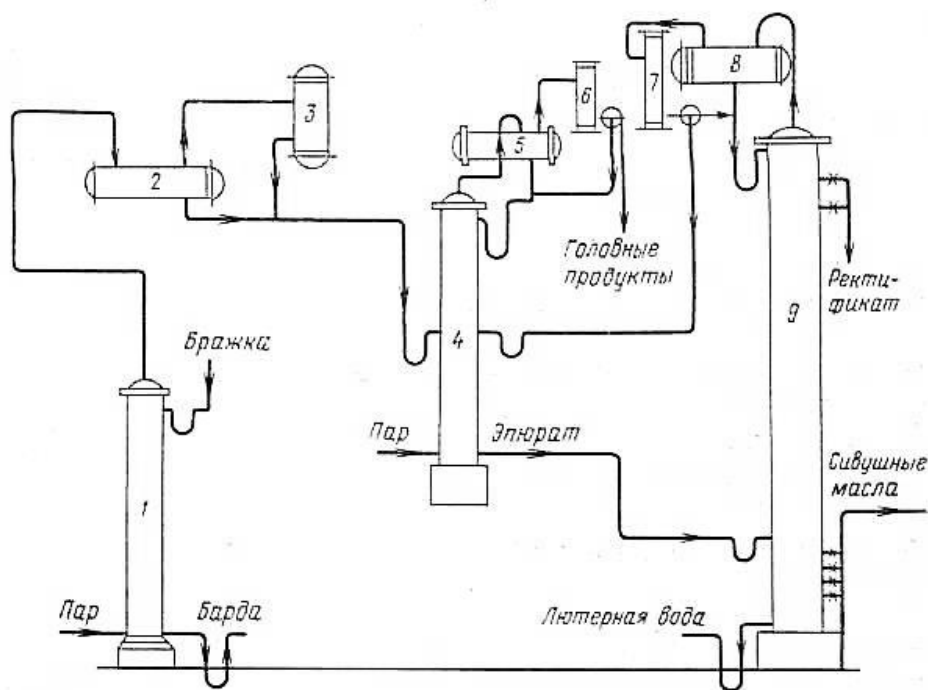 3
6
7
8
2
5
Головные
продукты
Ректи-
фикат
9
4
Бражка
Пар
Эпюрат
Сивушные
масла
1
Пар
Барда
Лютерная вода